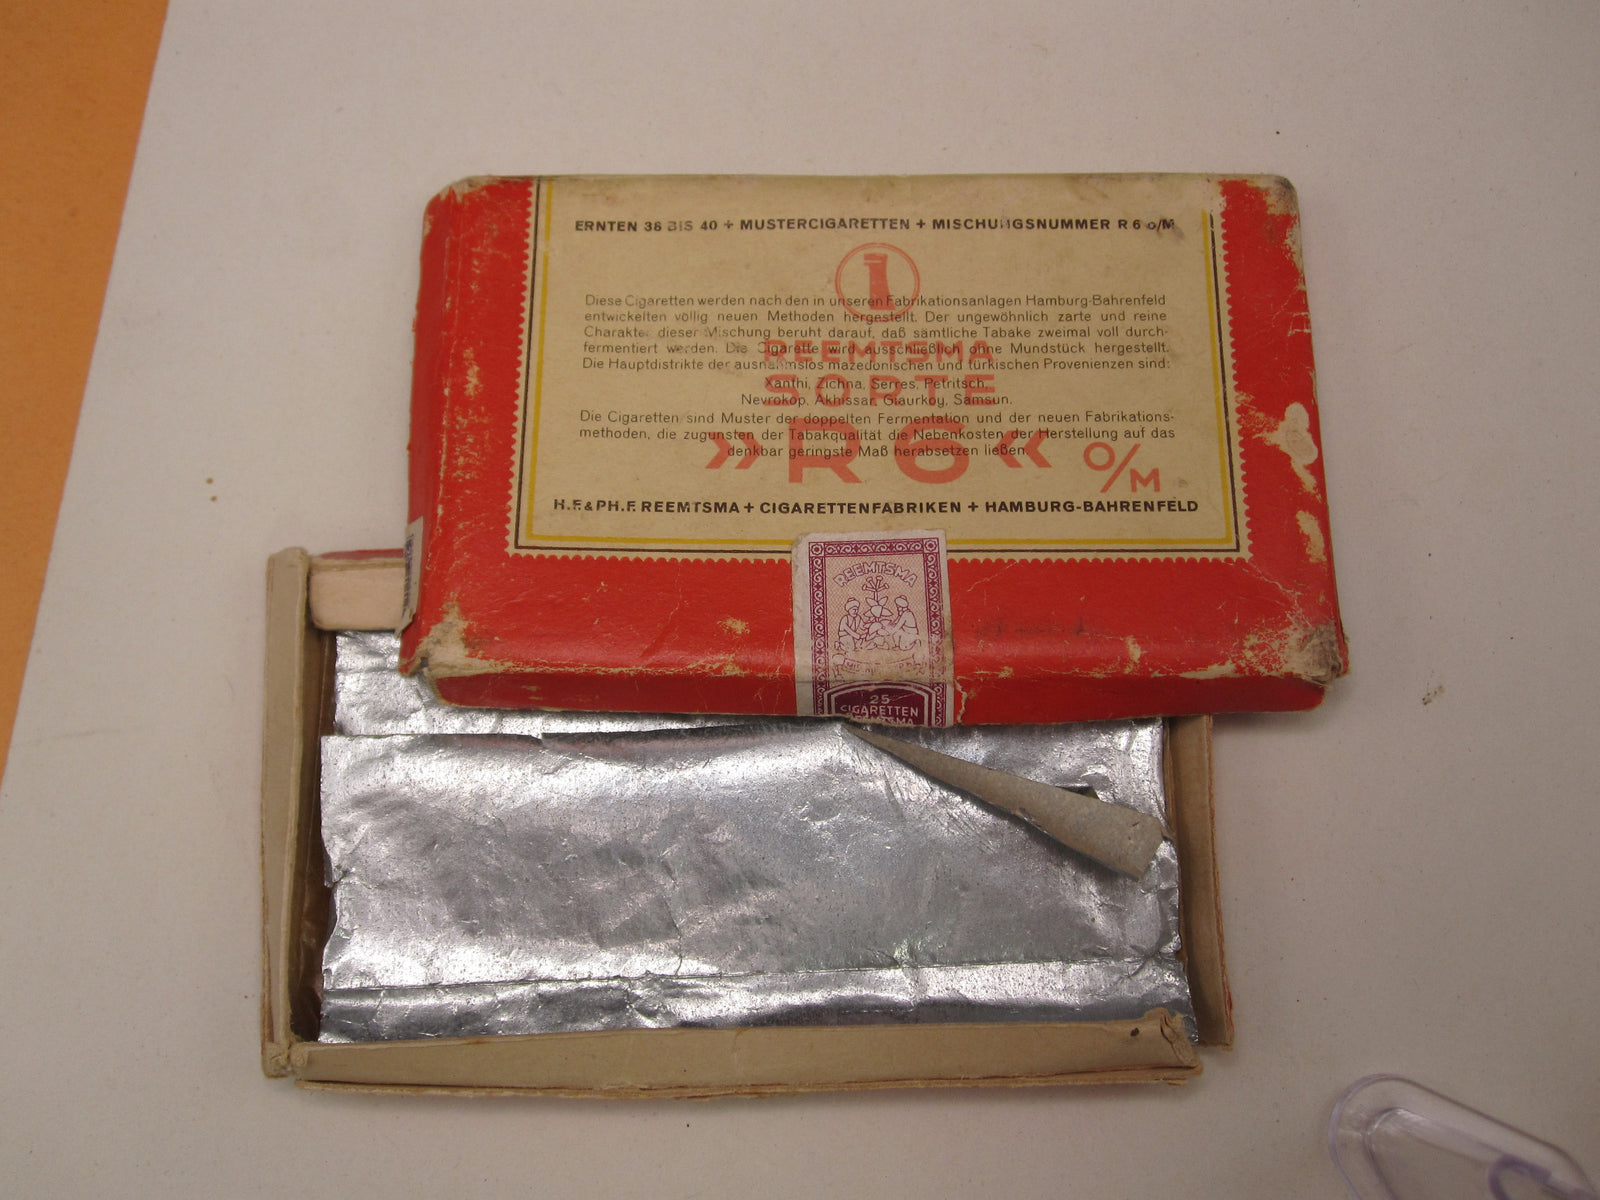 ERNTEN 38 BIS 40 + MUSTERCIGARETTEN + MISCHUNGSNUMMER R 6 o/M
Diese Cigaretten werden nach den in unseren Fabrikationsanlagen Hamburg-Bahrenfeld
entwickelten völlig neuen Methoden hergestellt. Der ungewöhnlich zarte und reine
Charakter dieser Mischung beruht darauf, daß sämtliche Tabake zweimal voll durch-
fermentiert werden. Die Cigarette wird ausschließlich ohne Mundstück hergestellt.
Die Hauptdistrikte der ausnahmslos mazedonischen und türkischen Provenienzen sind:
Xanthi, Zichna, Serres, Petritsch,
Nevrokop, Akhissar, Giaurköy, Samsun.
Die Cigaretten sind Muster der doppelten Fermentation und der neuen Fabrikations-
methoden, die zugunsten der Tabakqualität die Nebenkosten der Herstellung auf das
denkbar geringste Maß herabsetzen ließen.
REEMTSMA
SORTE
»R6« O/M
H.F. & PH.F. REEMTSMA + CIGARETTENFABRIKEN + HAMBURG-BAHRENFELD
REEMTSMA
25
CIGARETTEN